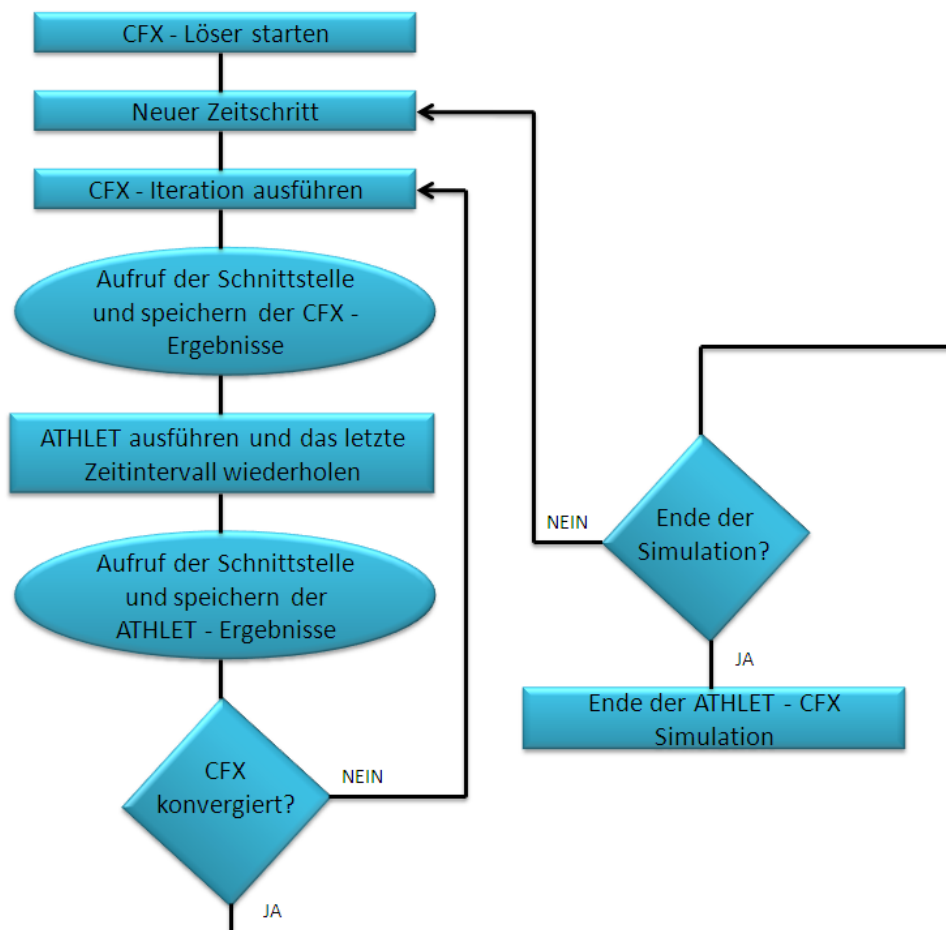 CFX - Löser starten
Neuer Zeitschritt
CFX - Iteration ausführen
Aufruf der Schnittstelle
und speichern der CFX -
Ergebnisse
ATHLET ausführen und das letzte
Zeitintervall wiederholen
Aufruf der Schnittstelle
und speichern der
ATHLET - Ergebnisse
CFX
konvergiert?
NEIN
JA
Ende der
Simulation?
NEIN
JA
Ende der ATHLET - CFX
Simulation